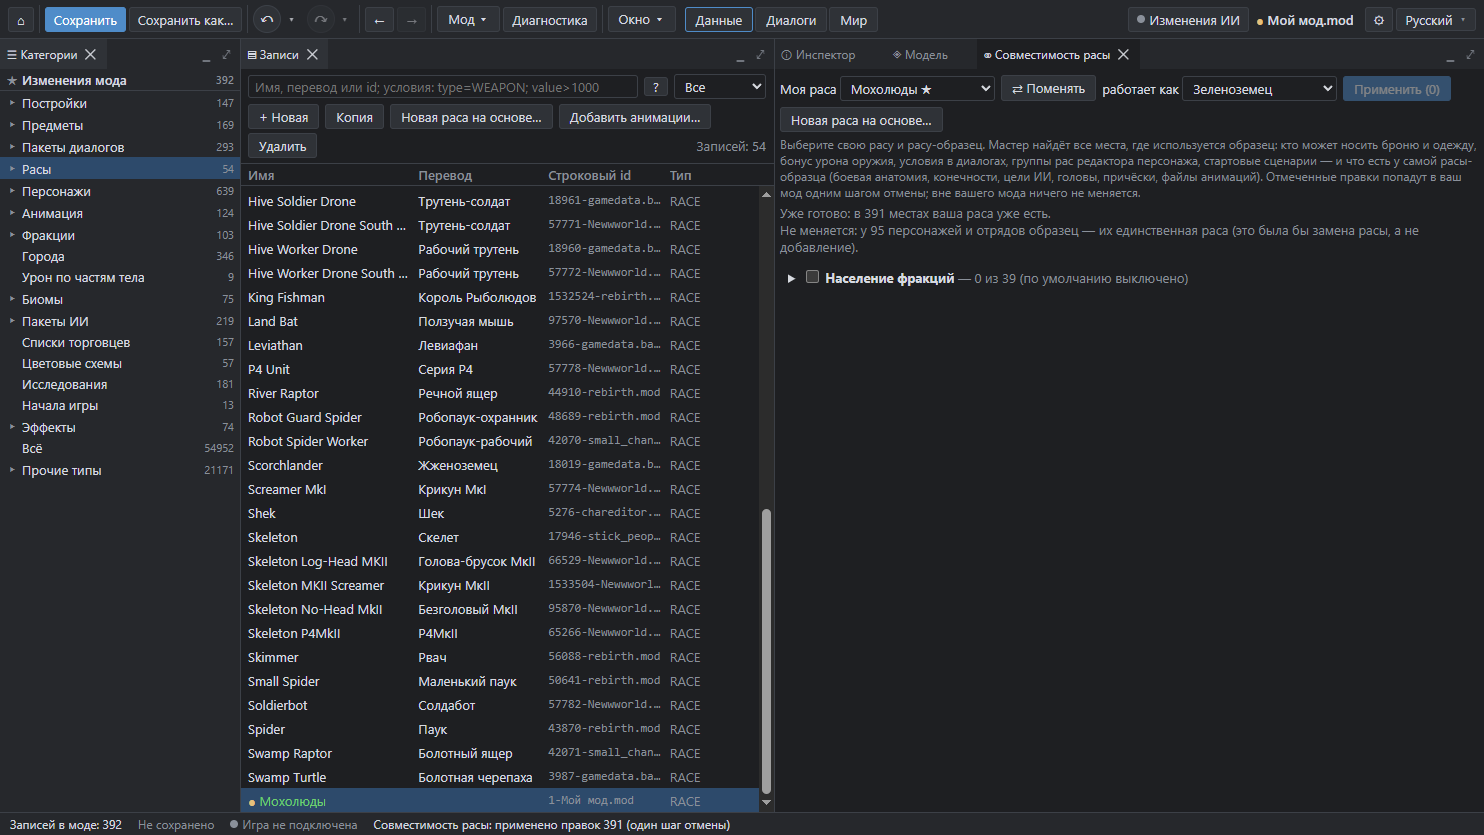 Сохранить
Сохранить как...
Мод
Диагностика
Окно
Данные
Диалоги
Мир
Изменения ИИ
Мой мод.mod
Русский
Категории
Изменения мода 392
Постройки 147
Предметы 169
Пакеты диалогов 293
Расы 54
Персонажи 639
Анимация 124
Фракции 103
Города 346
Урон по частям тела 9
Биомы 75
Пакеты ИИ 219
Списки торговцев 157
Цветовые схемы 57
Исследования 181
Начала игры 13
Эффекты 74
Всё 54952
Прочие типы 21171
Записи
Имя, перевод или id; условия: type=WEAPON; value>1000
?
Все
+ Новая
Копия
Новая раса на основе...
Добавить анимации...
Удалить
Записей: 54
Имя Перевод Строковый id Тип
Hive Soldier Drone Трутень-солдат 18961-gamedata.b... RACE
Hive Soldier Drone South ... Трутень-солдат 57771-Newwworld.... RACE
Hive Worker Drone Рабочий трутень 18960-gamedata.b... RACE
Hive Worker Drone South ... Рабочий трутень 57772-Newwworld.... RACE
King Fishman Король Рыболюдов 1532524-rebirth.... RACE
Land Bat Ползучая мышь 97570-Newwworld.... RACE
Leviathan Левиафан 3966-gamedata.ba... RACE
P4 Unit Серия P4 57778-Newwworld.... RACE
River Raptor Речной ящер 44910-rebirth.mod RACE
Robot Guard Spider Робопаук-охранник 48689-rebirth.mod RACE
Robot Spider Worker Робопаук-рабочий 42070-small_chan... RACE
Scorchlander Жженоземец 18019-gamedata.b... RACE
Screamer MkI Крикун МкI 57774-Newwworld.... RACE
Shek Шек 5276-chareditor.... RACE
Skeleton Скелет 17946-stick_peop... RACE
Skeleton Log-Head MKII Голова-брусок МкII 66529-Newwworld.... RACE
Skeleton MKII Screamer Крикун МкII 1533504-Newwworl... RACE
Skeleton No-Head MkII Безголовый МкII 95870-Newwworld.... RACE
Skeleton P4MkII P4МкII 65266-Newwworld.... RACE
Skimmer Рвач 56088-rebirth.mod RACE
Small Spider Маленький паук 50641-rebirth.mod RACE
Soldierbot Солдабот 57782-Newwworld.... RACE
Spider Паук 43870-rebirth.mod RACE
Swamp Raptor Болотный ящер 42071-small_chan... RACE
Swamp Turtle Болотная черепаха 3987-gamedata.ba... RACE
Мохолюды 1-Мой мод.mod RACE
Инспектор
Модель
Совместимость расы
Моя раса
Мохолюды ★
⇄ Поменять
работает как
Зеленоземец
Применить (0)
Новая раса на основе...
Выберите свою расу и расу-образец. Мастер найдёт все места, где используется образец: кто может носить броню и одежду,
бонус урона оружия, условия в диалогах, группы рас редактора персонажа, стартовые сценарии — и что есть у самой расы-
образца (боевая анатомия, конечности, цели ИИ, головы, причёски, файлы анимаций). Отмеченные правки попадут в ваш
мод одним шагом отмены; вне вашего мода ничего не меняется.
Уже готово: в 391 местах ваша раса уже есть.
Не меняется: у 95 персонажей и отрядов образец — их единственная раса (это была бы замена расы, а не
добавление).
Население фракций — 0 из 39 (по умолчанию выключено)
Записей в моде: 392
Не сохранено
Игра не подключена
Совместимость расы: применено правок 391 (один шаг отмены)